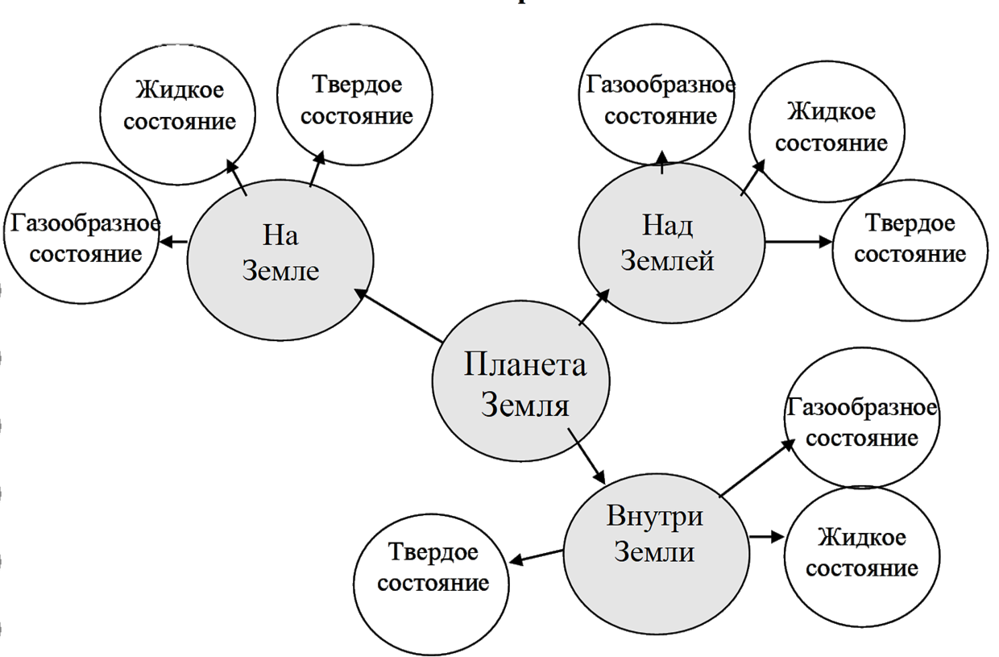 Жидкое
состояние
Твердое
состояние
Газообразное
состояние
На
Земле
Газообразное
состояние
Жидкое
состояние
Твердое
состояние
Над
Землей
Планета
Земля
Газообразное
состояние
Жидкое
состояние
Внутри
Земли
Твердое
состояние